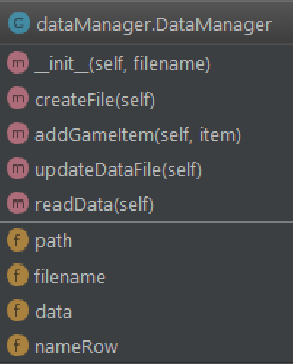 C dataManager.DataManager
m __init__(self, filename)
m createFile(self)
m addGameItem(self, item)
m updateDataFile(self)
m readData(self)
f path
f filename
f data
f nameRow